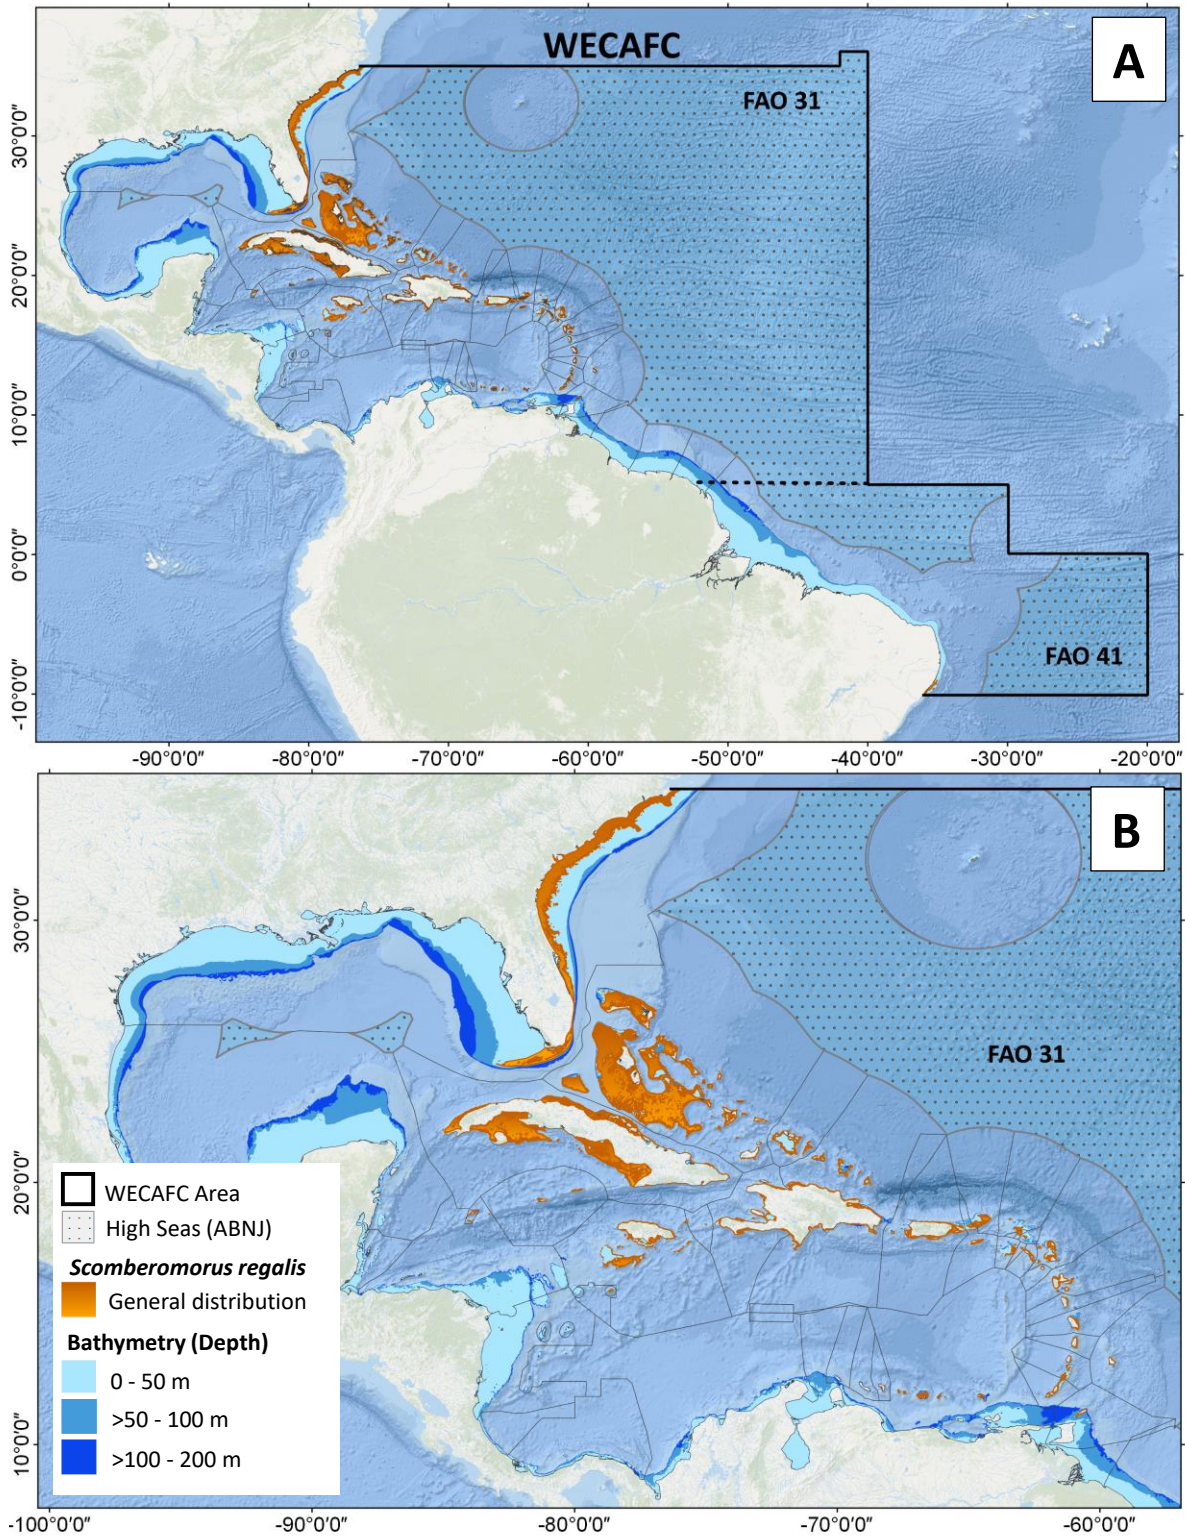 WECAFC
A
FAO 31
FAO 41
30°0'0"
20°0'0"
10°0'0"
0°0'0"
-10°0'0"
-90°0'0"
-80°0'0"
-70°0'0"
-60°0'0"
-50°0'0"
-40°0'0"
-30°0'0"
-20°0'0"
B
FAO 31
30°0'0"
20°0'0"
10°0'0"
WECAFC Area
High Seas (ABNJ)
Scomberomorus regalis
General distribution
Bathymetry (Depth)
0 - 50 m
>50 - 100 m
>100 - 200 m
-100°0'0"
-90°0'0"
-80°0'0"
-70°0'0"
-60°0'0"